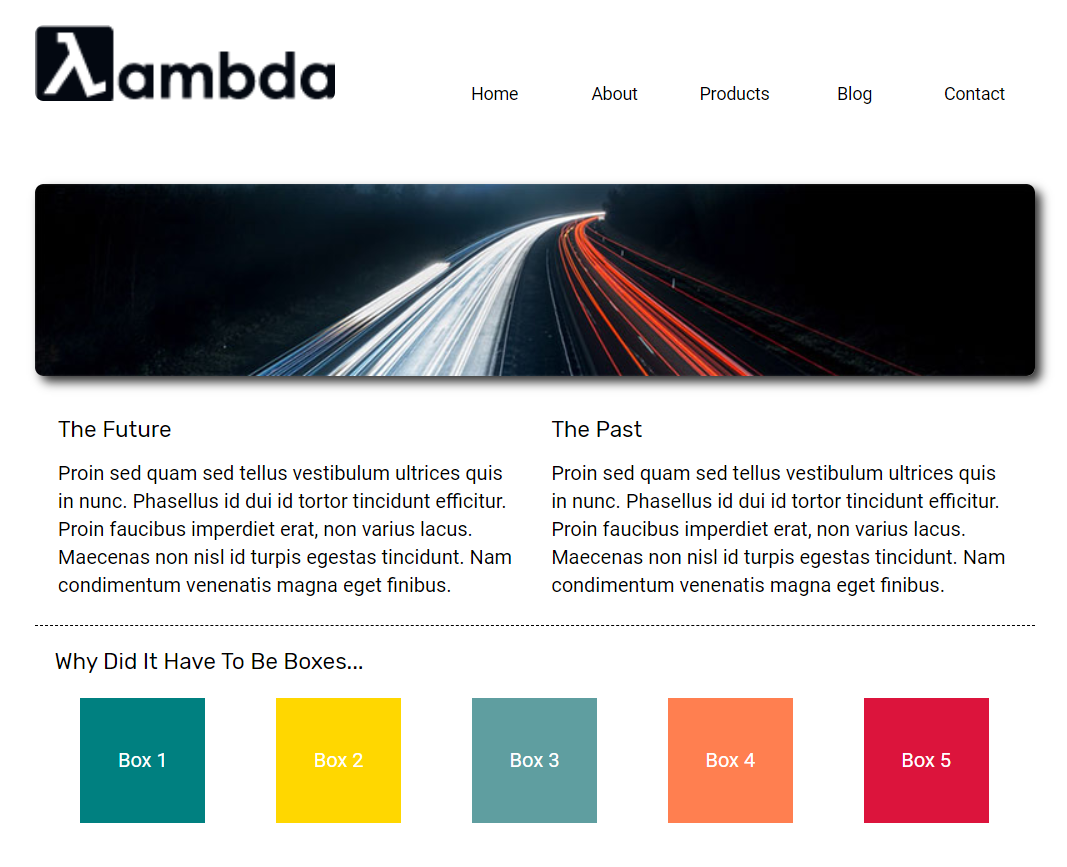 λambda
Home About Products Blog Contact
The Future
Proin sed quam sed tellus vestibulum ultrices quis
in nunc. Phasellus id dui id tortor tincidunt efficitur.
Proin faucibus imperdiet erat, non varius lacus.
Maecenas non nisl id turpis egestas tincidunt. Nam
condimentum venenatis magna eget finibus.
The Past
Proin sed quam sed tellus vestibulum ultrices quis
in nunc. Phasellus id dui id tortor tincidunt efficitur.
Proin faucibus imperdiet erat, non varius lacus.
Maecenas non nisl id turpis egestas tincidunt. Nam
condimentum venenatis magna eget finibus.
Why Did It Have To Be Boxes...
Box 1 Box 2 Box 3 Box 4 Box 5